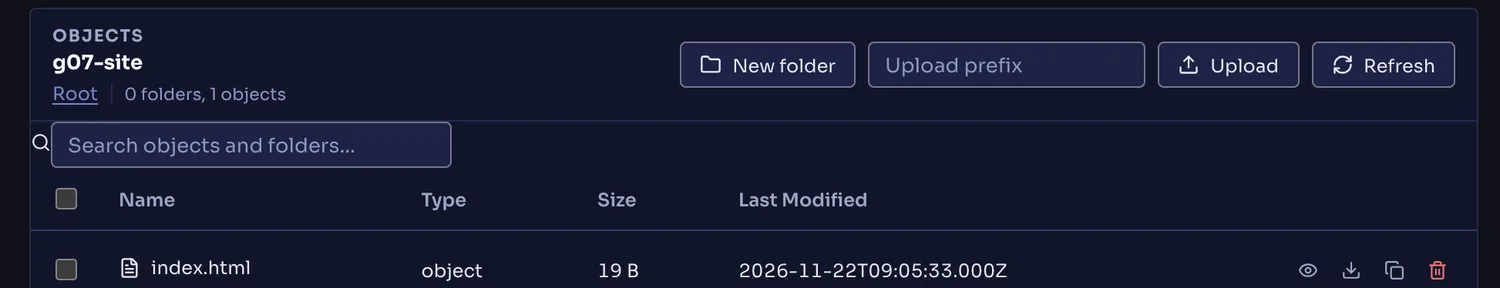 OBJECTS
g07-site
Root 0 folders, 1 objects
New folder Upload prefix Upload Refresh
Search objects and folders...
Name Type Size Last Modified
index.html object 19 B 2026-11-22T09:05:33.000Z